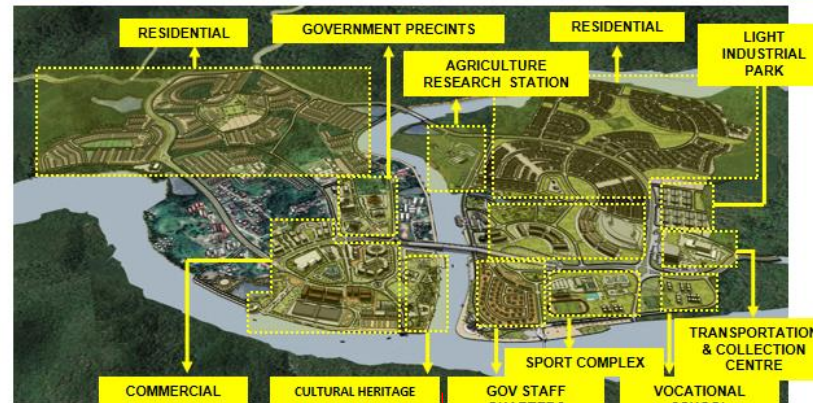 RESIDENTIAL
GOVERNMENT PRECINTS
AGRICULTURE
RESEARCH STATION
RESIDENTIAL
LIGHT
INDUSTRIAL
PARK
TRANSPORTATION
& COLLECTION
CENTRE
SPORT COMPLEX
COMMERCIAL
CULTURAL HERITAGE
GOV STAFF
VOCATIONAL